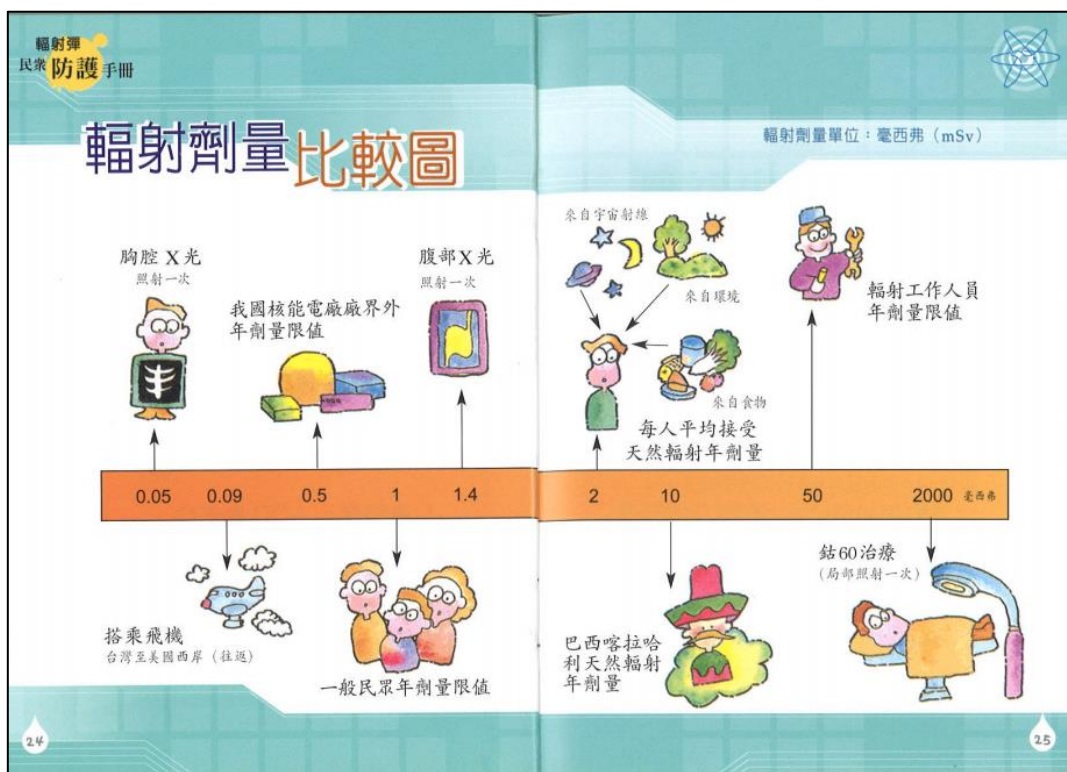 輻射彈
民衆防護手冊
輻射劑量比較圖
輻射劑量單位：毫西弗（mSv）
胸腔X光
照射一次
我國核能電廠廠界外
年劑量限值
腹部X光
照射一次
來自宇宙射線
來自環境
來自食物
每人平均接受
天然輻射年劑量
輻射工作人員
年劑量限值
0.05 0.09 0.5 1 1.4 2 10 50 2000 毫西弗
搭乘飛機
台灣至美國西岸（往返）
一般民眾年劑量限值
巴西喀拉哈
利天然輻射
年劑量
鈷60治療
（局部照射一次）
24
25